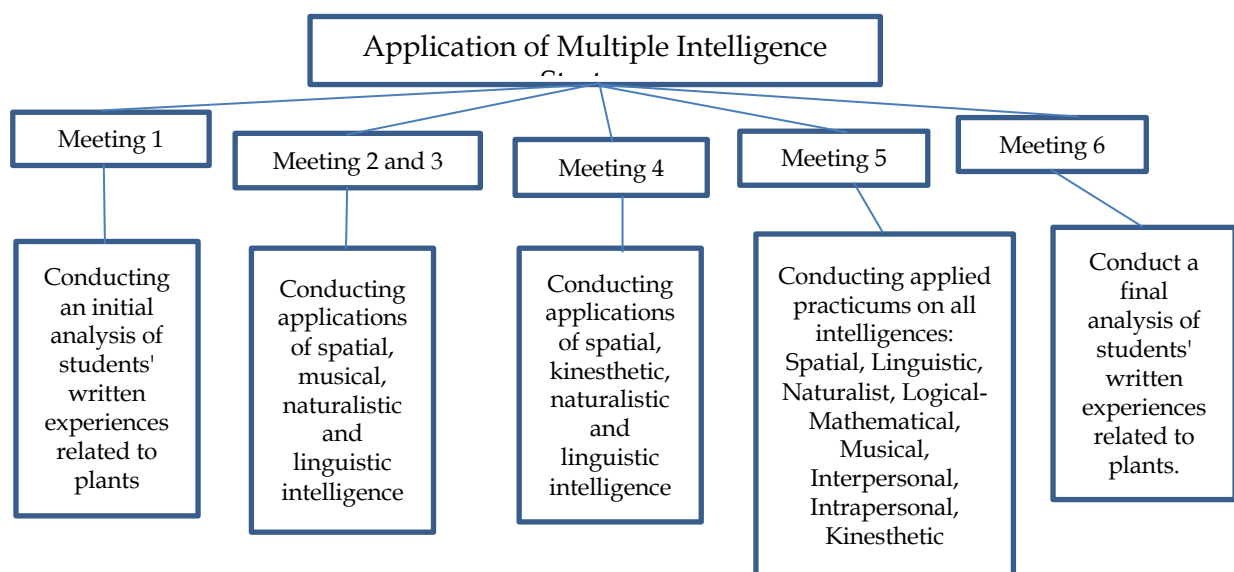 Application of Multiple Intelligence
Meeting 1
Meeting 2 and 3
Meeting 4
Meeting 5
Meeting 6
Conducting
an initial
analysis of
students'
written
experiences
related to
plants
Conducting
applications
of spatial,
musical,
naturalistic
and
linguistic
intelligence
Conducting
applications
of spatial,
kinesthetic,
naturalistic
and
linguistic
intelligence
Conducting applied
practicums on all
intelligences:
Spatial, Linguistic,
Naturalist, Logical-
Mathematical,
Musical,
Interpersonal,
Intrapersonal,
Kinesthetic
Conduct a
final
analysis of
students'
written
experiences
related to
plants.